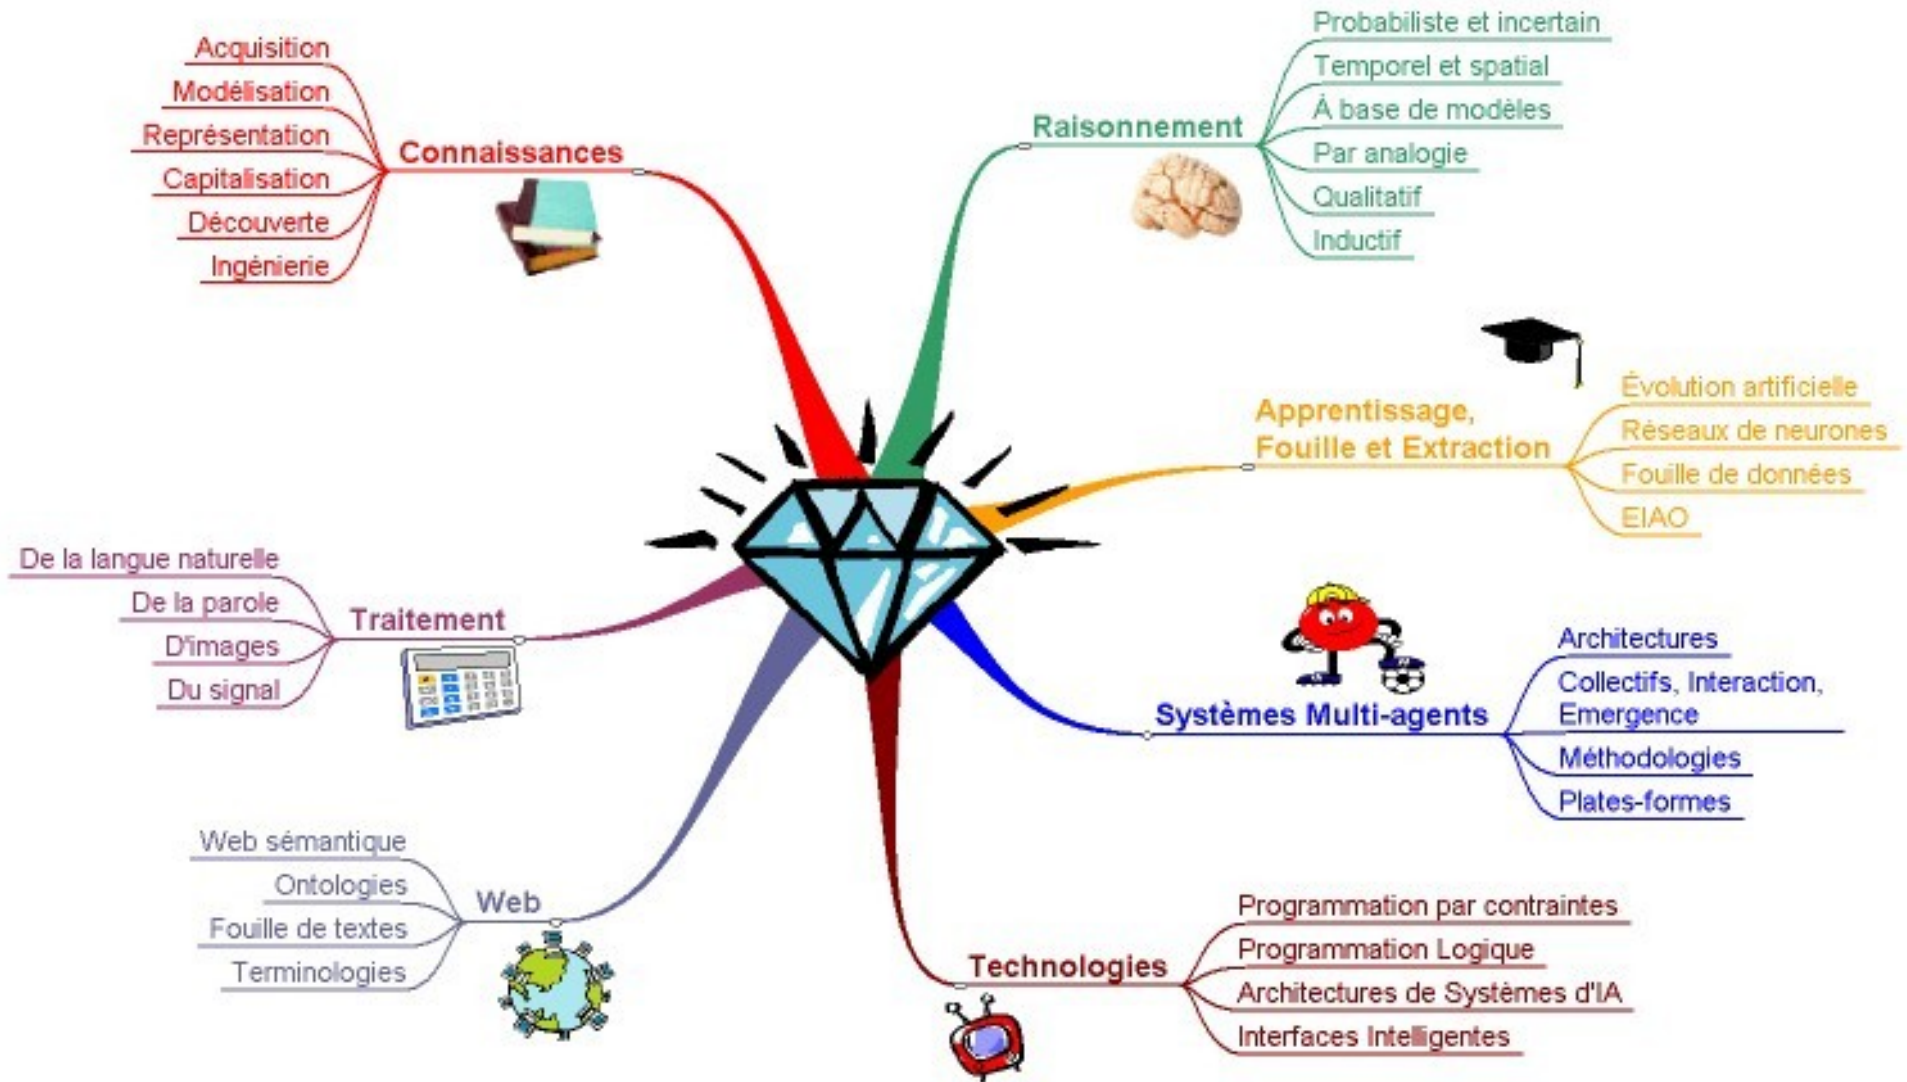 Acquisition
Modélisation
Représentation
Capitalisation
Découverte
Ingénierie
Connaissances
Raisonnement
Probabiliste et incertain
Temporel et spatial
À base de modèles
Par analogie
Qualitatif
Inductif
Apprentissage,
Fouille et Extraction
Évolution artificielle
Réseaux de neurones
Fouille de données
EIAO
De la langue naturelle
De la parole
D'images
Du signal
Traitement
Systèmes Multi-agents
Architectures
Collectifs, Interaction,
Emergence
Méthodologies
Plates-formes
Web sémantique
Ontologies
Fouille de textes
Terminologies
Web
Technologies
Programmation par contraintes
Programmation Logique
Architectures de Systèmes d'IA
Interfaces Intelligentes